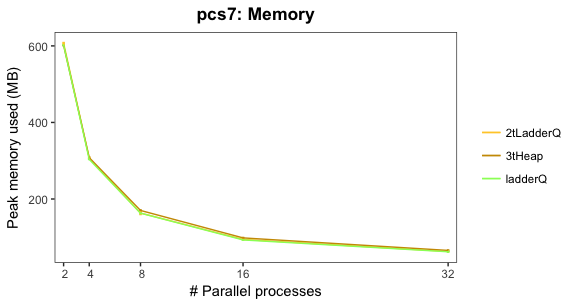 pcs7: Memory
Peak memory used (MB)
600
400
200
2 4 8 16 32
# Parallel processes
2tLadderQ
3tHeap
ladderQ